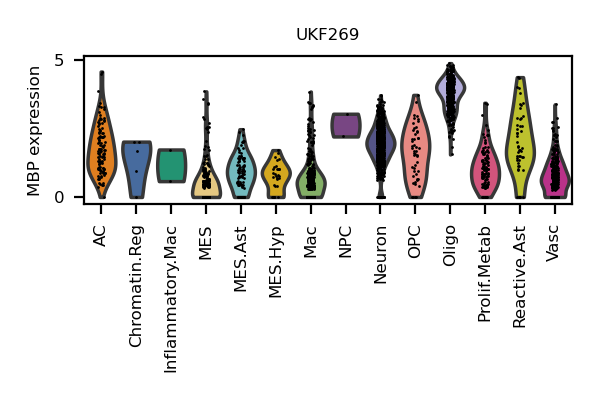 UKF269
MBP expression
5
0
AC
Chromatin.Reg
Inflammatory.Mac
MES
MES.Ast
MES.Hyp
Mac
NPC
Neuron
OPC
Oligo
Prolif.Metab
Reactive.Ast
Vasc